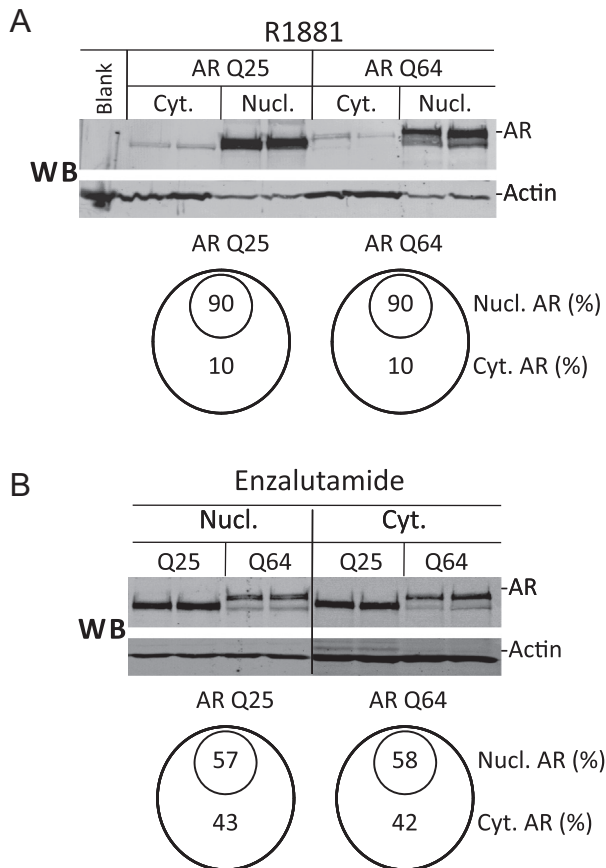 A
R1881
Blank
AR Q25 AR Q64
Cyt. Nucl. Cyt. Nucl.
-AR
WB
-Actin
AR Q25 AR Q64
90 90 Nucl. AR (%)
10 10 Cyt. AR (%)
B
Enzalutamide
Nucl. Cyt.
Q25 Q64 Q25 Q64
-AR
WB
-Actin
AR Q25 AR Q64
57 58 Nucl. AR (%)
43 42 Cyt. AR (%)